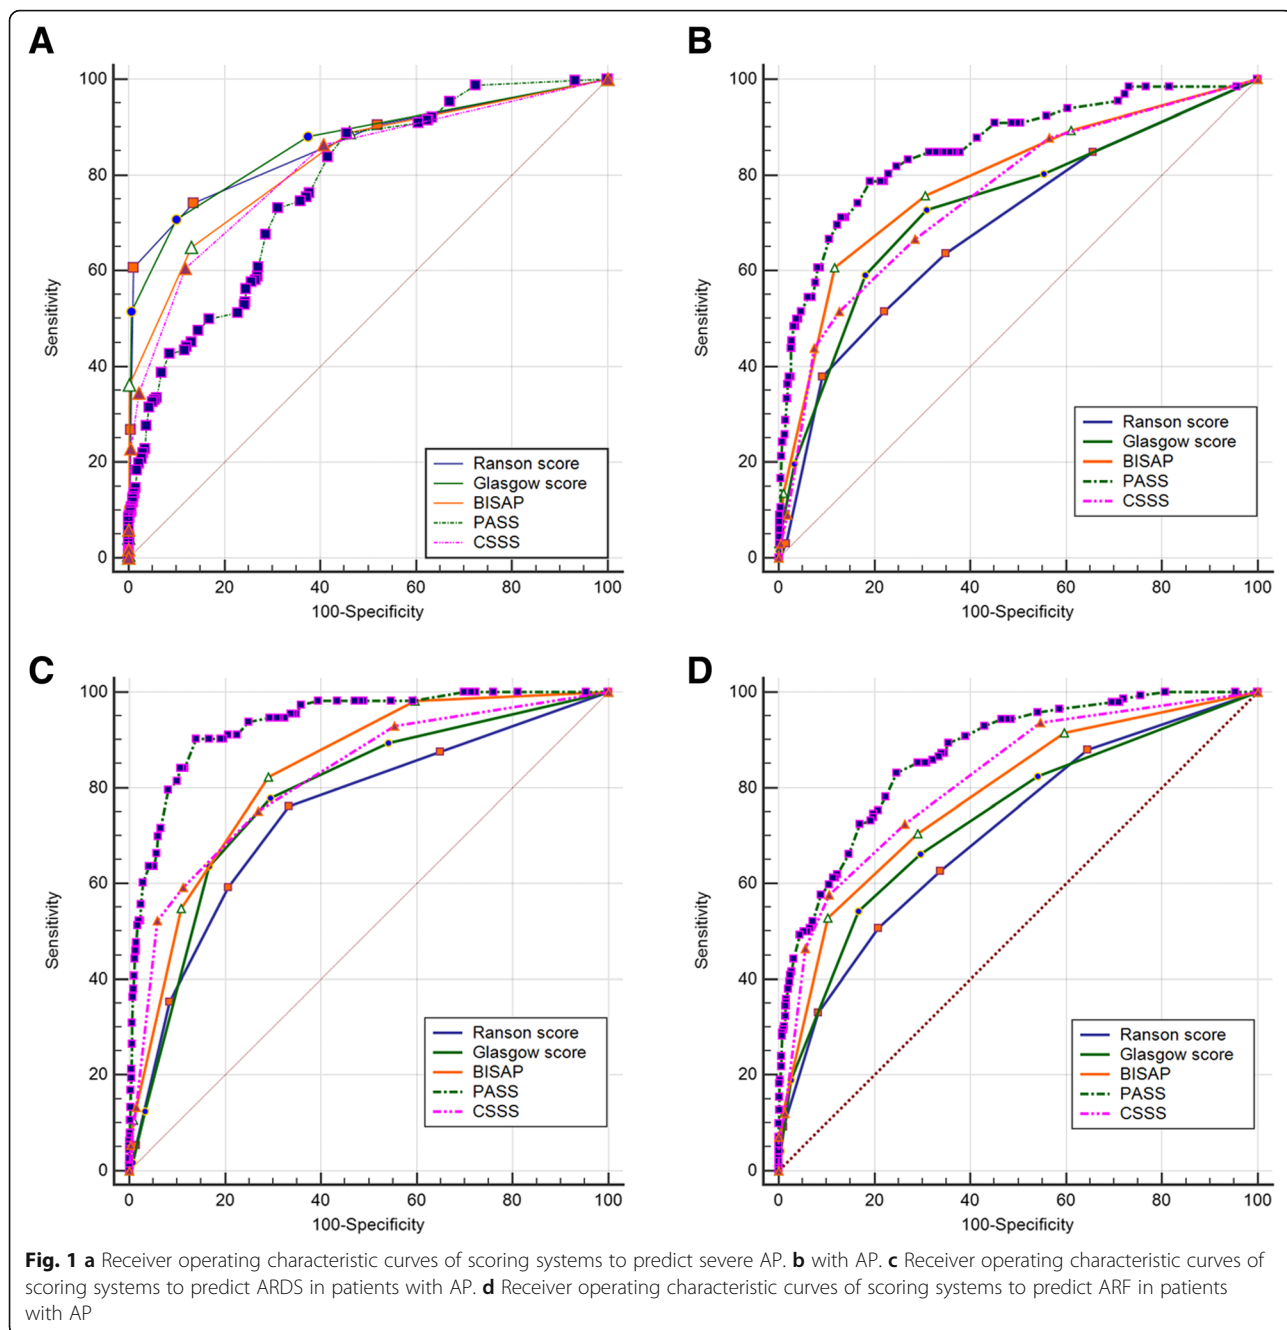 A
100
80
60
40
20
0
Sensitivity
0 20 40 60 80 100
100-Specificity
Ranson score
Glasgow score
BISAP
PASS
CSSS
B
100
80
60
40
20
0
Sensitivity
0 20 40 60 80 100
100-Specificity
Ranson score
Glasgow score
BISAP
PASS
CSSS
C
100
80
60
40
20
0
Sensitivity
0 20 40 60 80 100
100-Specificity
Ranson score
Glasgow score
BISAP
PASS
CSSS
D
100
80
60
40
20
0
Sensitivity
0 20 40 60 80 100
100-Specificity
Ranson score
Glasgow score
BISAP
PASS
CSSS
Fig. 1 a Receiver operating characteristic curves of scoring systems to predict severe AP. b with AP. c Receiver operating characteristic curves of
scoring systems to predict ARDS in patients with AP. d Receiver operating characteristic curves of scoring systems to predict ARF in patients
with AP